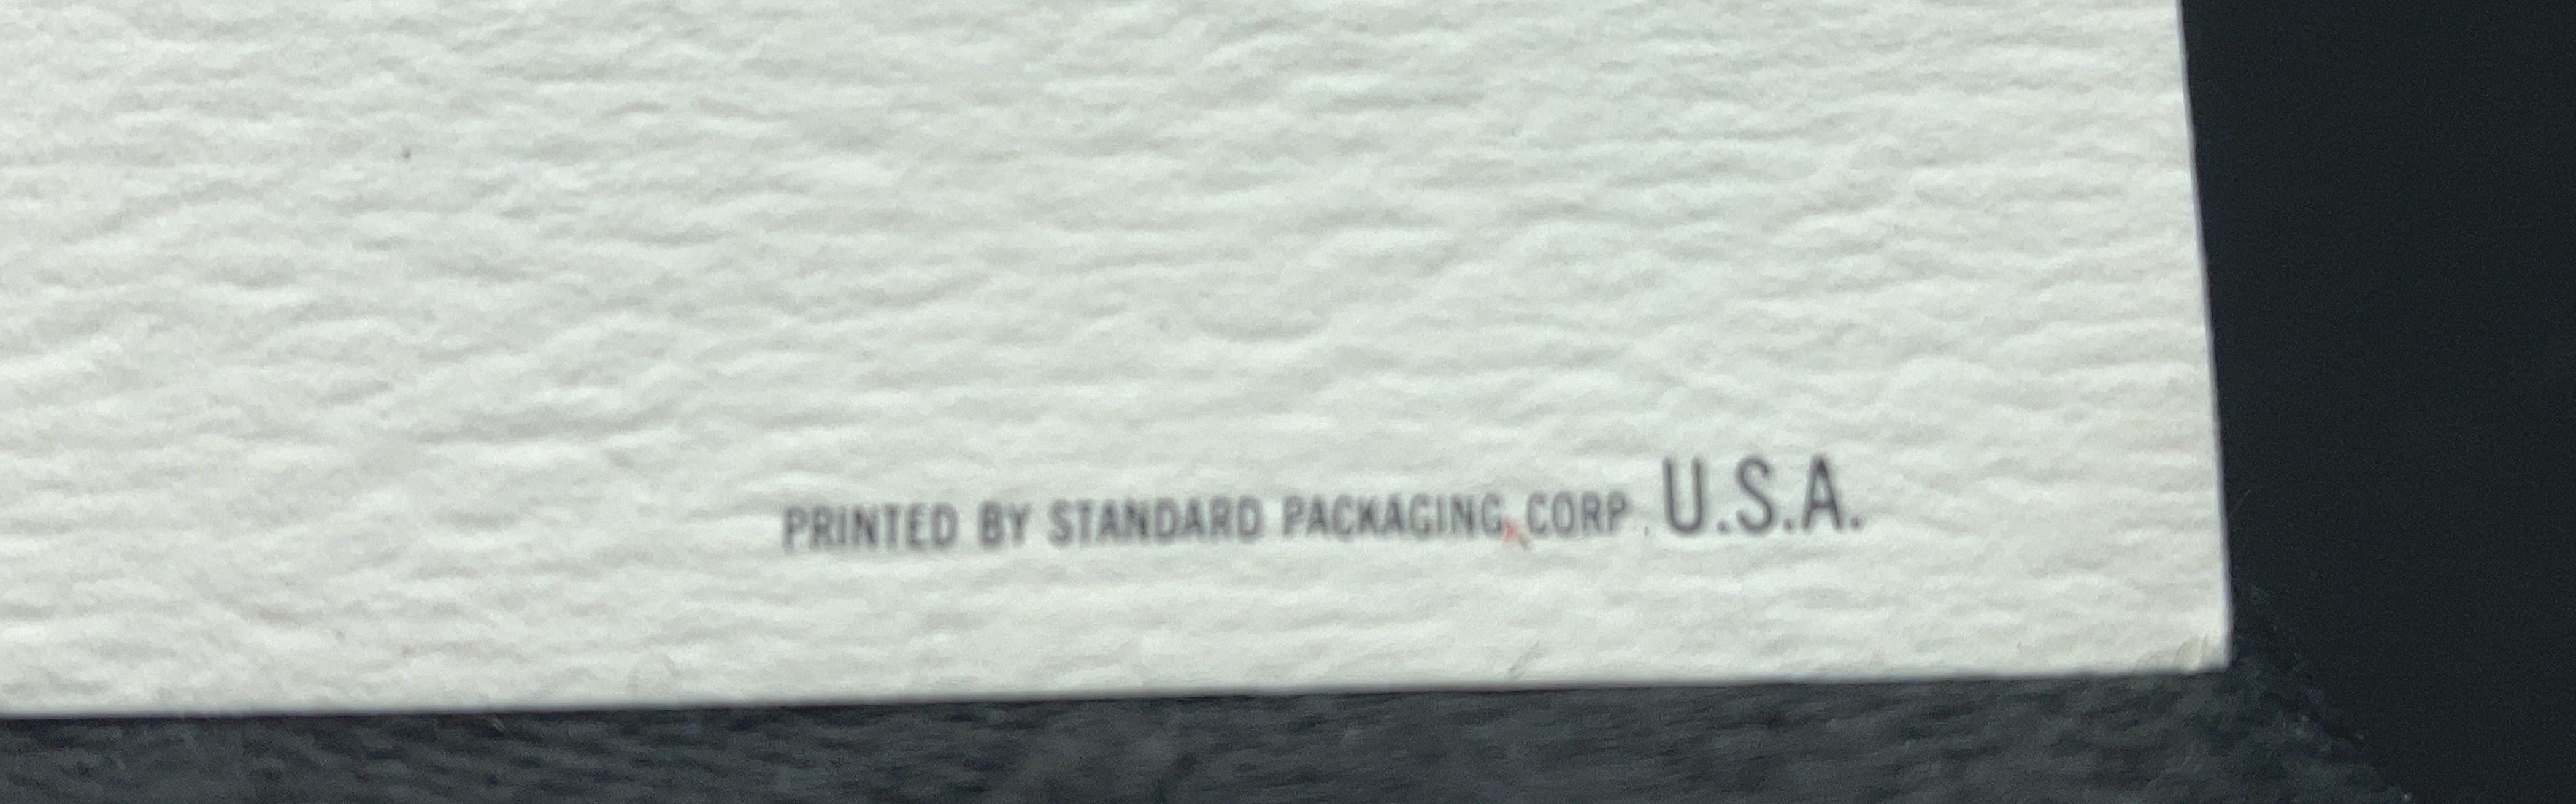 PRINTED BY STANDARD PACKAGING CORP. U.S.A.